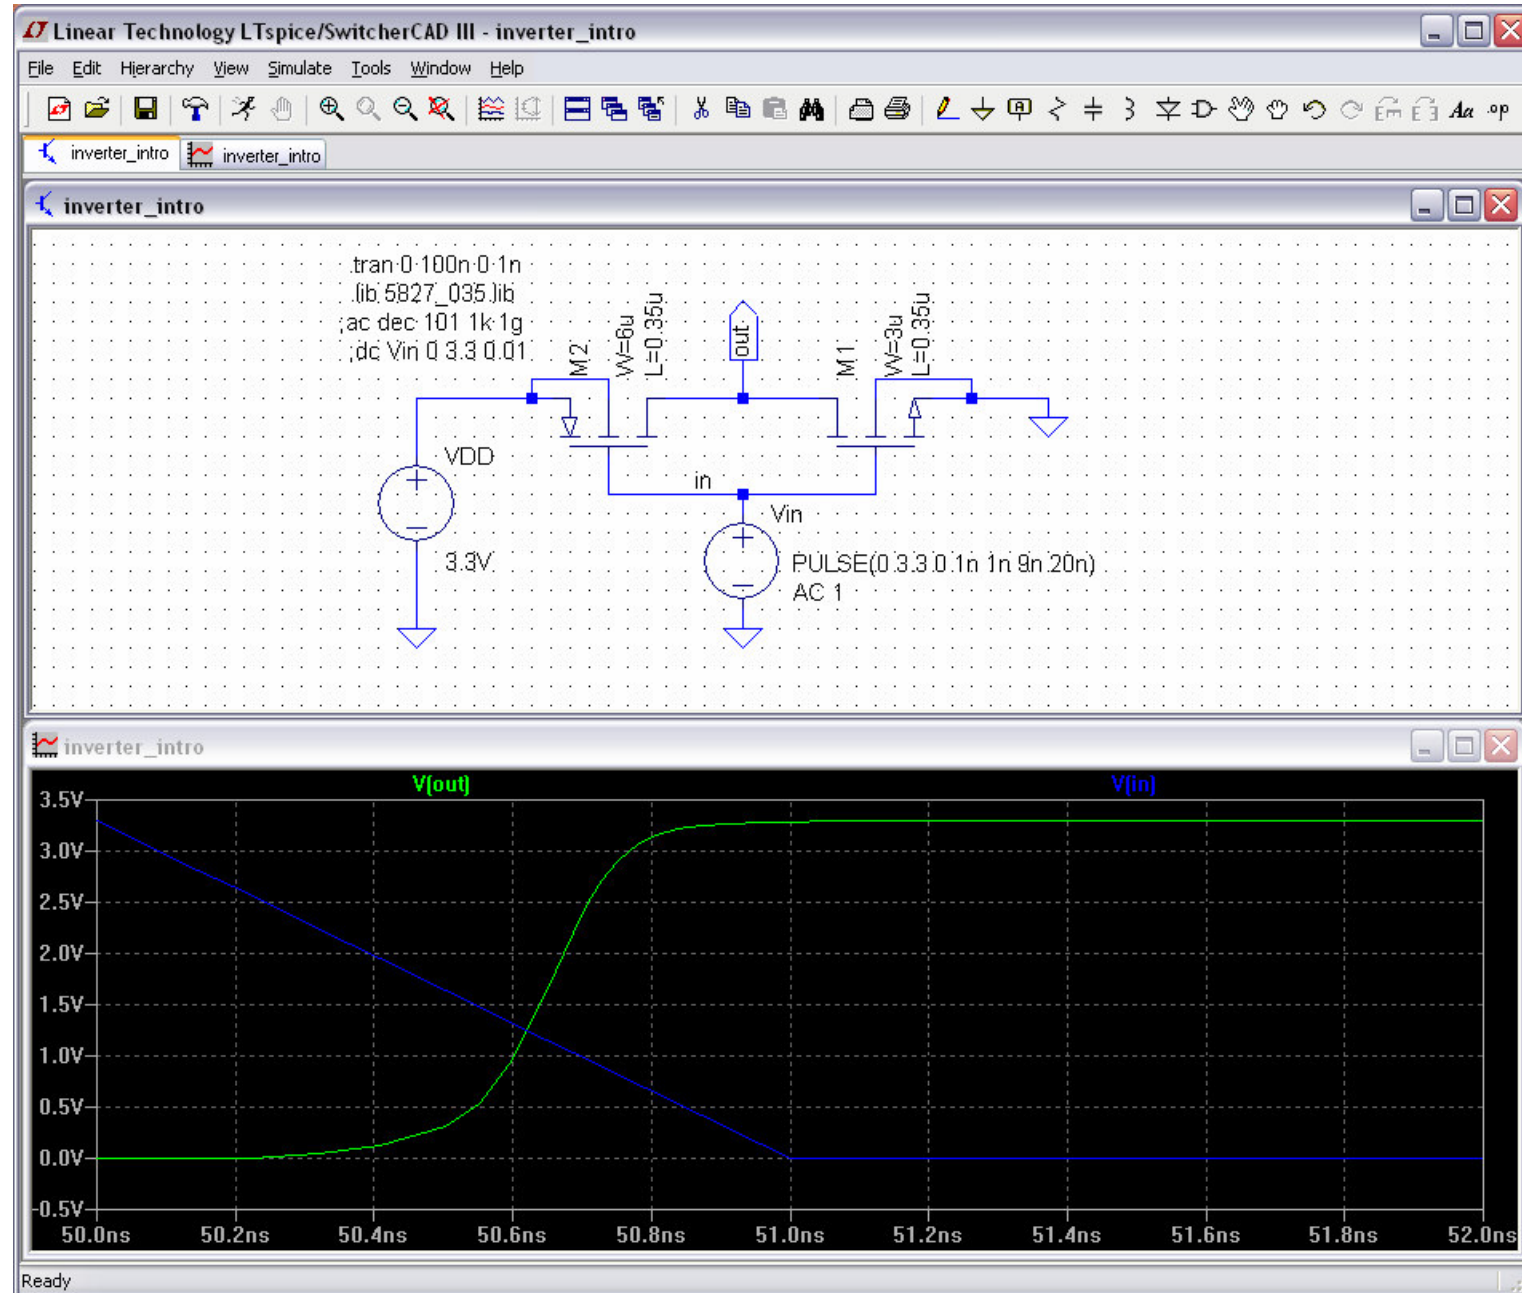 Linear Technology LTspice/SwitcherCAD III - inverter_intro
File Edit Hierarchy View Simulate Tools Window Help
Aa .op
inverter_intro inverter_intro
inverter_intro
.tran 0 100n 0 1n
.lib 5827_035.lib
;ac dec 101 1k 1g
;dc Vin 0 3.3 0.01
M2
W=6u
L=0.35u
out
M1
W=3u
L=0.35u
VDD
in
Vin
3.3V
PULSE(0 3.3 0 1n 1n 9n 20n)
AC 1
inverter_intro
V(out) V(in)
3.5V
3.0V
2.5V
2.0V
1.5V
1.0V
0.5V
0.0V
-0.5V
50.0ns 50.2ns 50.4ns 50.6ns 50.8ns 51.0ns 51.2ns 51.4ns 51.6ns 51.8ns 52.0ns
Ready